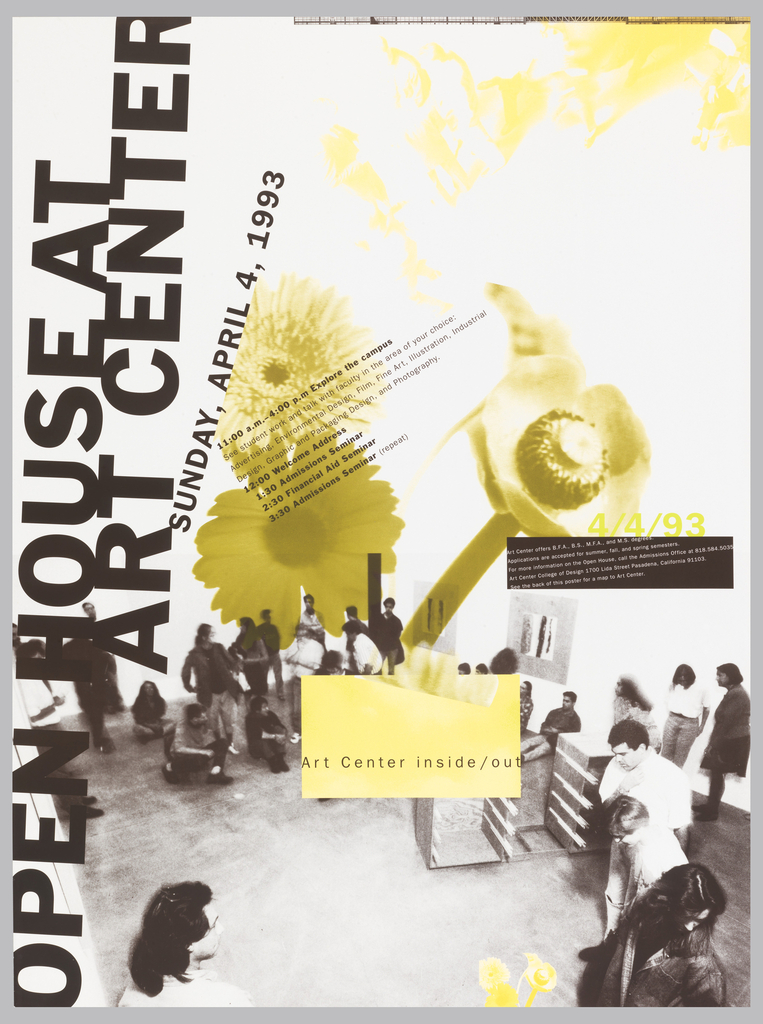 OPEN HOUSE AT
ART CENTER
SUNDAY, APRIL 4, 1993
11:00 a.m.-4:00 p.m Explore the campus
See student work and talk with faculty in the area of your choice:
Advertising, Environmental Design, Film, Fine Art, Illustration, Industrial
Design, Graphic and Packaging Design, and Photography.
12:00 Welcome Address
1:30 Admissions Seminar
2:30 Financial Aid Seminar
3:30 Admissions Seminar (repeat)
4/4/93
Art Center offers B.F.A., B.S., M.F.A., and M.S. degrees.
Applications are accepted for summer, fall, and spring semesters.
For more information on the Open House, call the Admissions Office at 818.584.5035
Art Center College of Design 1700 Lida Street Pasadena, California 91103.
See the back of this poster for a map to Art Center.
Art Center inside/out